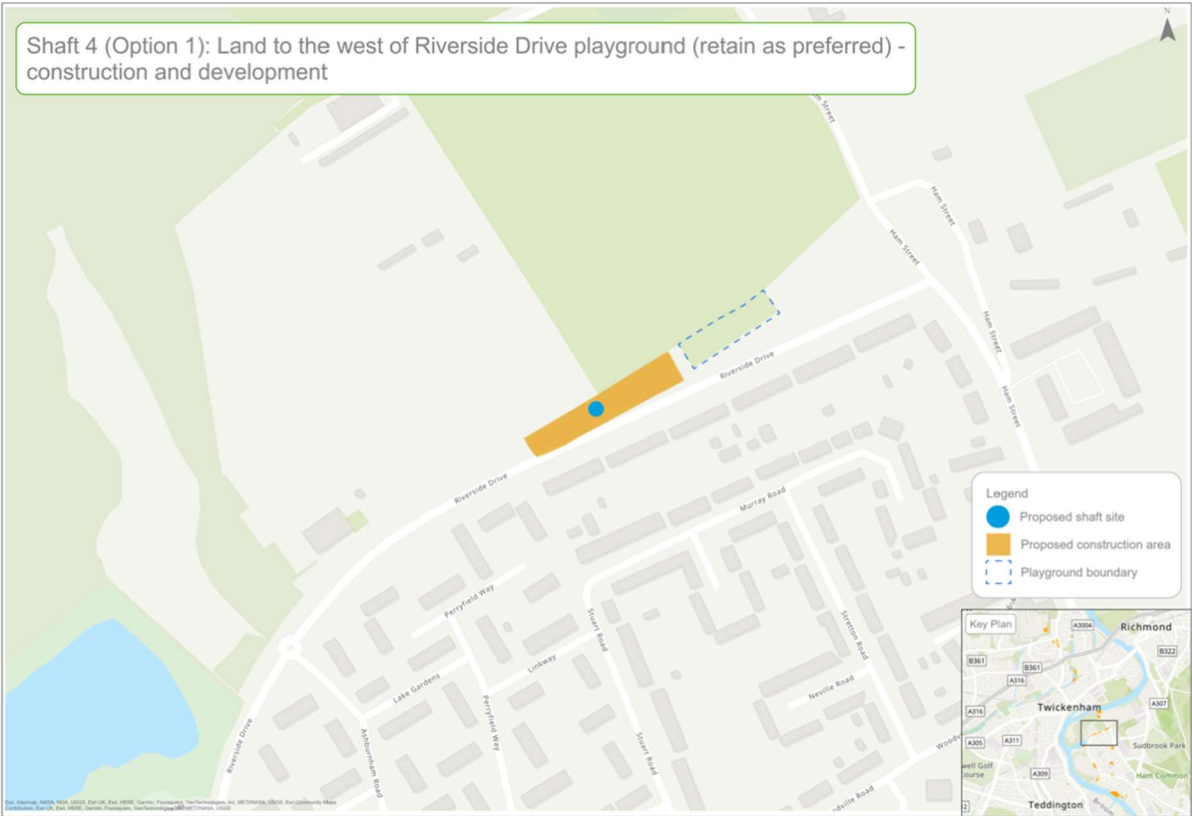 Shaft 4 (Option 1): Land to the west of Riverside Drive playground (retain as preferred) -
construction and development
N
Ham Street
Ham Street
Ham Street
Ham Street
Riverside Drive
Riverside Drive
Murray Road
Perryfield Way
Stuart Road
Linkway
Stretton Road
Lake Gardens
Neville Road
Perryfield Way
Riverside Drive
Ashburnham Road
Stuart Road
Legend
Proposed shaft site
Proposed construction area
Playground boundary
Key Plan
A3004
Richmond
B361
B361
B322
A316
Twickenham
A307
A316
A305
A311
Sudbrook Park
A309
Ham Common
Teddington